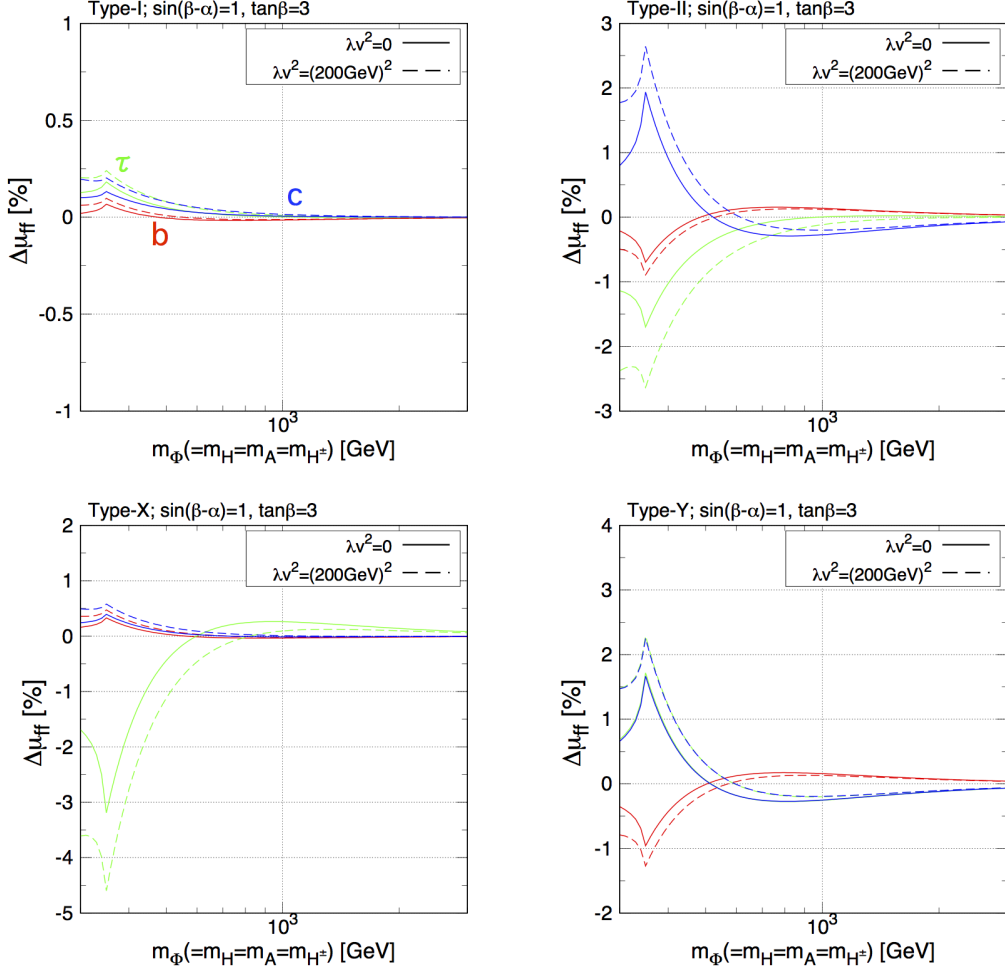 Type-I; sin(β-α)=1, tanβ=3
λv²=0
λv²=(200GeV)²
1
0.5
0
-0.5
-1
τ
c
b
Δμff [%]
10³
mΦ(=mH=mA=mH±) [GeV]
Type-II; sin(β-α)=1, tanβ=3
λv²=0
λv²=(200GeV)²
3
2
1
0
-1
-2
-3
Δμff [%]
10³
mΦ(=mH=mA=mH±) [GeV]
Type-X; sin(β-α)=1, tanβ=3
λv²=0
λv²=(200GeV)²
2
1
0
-1
-2
-3
-4
-5
Δμff [%]
10³
mΦ(=mH=mA=mH±) [GeV]
Type-Y; sin(β-α)=1, tanβ=3
λv²=0
λv²=(200GeV)²
4
3
2
1
0
-1
-2
Δμff [%]
10³
mΦ(=mH=mA=mH±) [GeV]